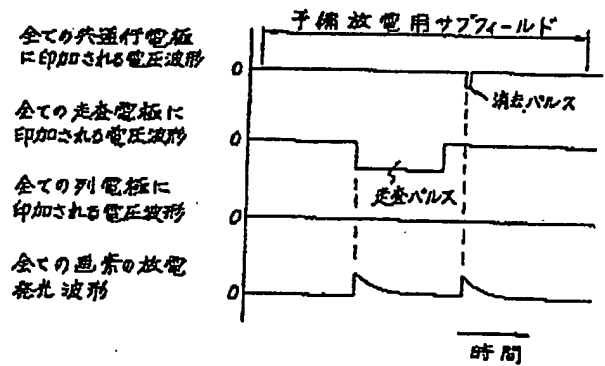 予備放電用サブフィールド
全ての共通行電極
に印加される電圧波形
0
消去パルス
全ての走査電極に
印加される電圧波形
0
走査パルス
全ての列電極に
印加される電圧波形
0
全ての画素の放電
発光波形
0
時間